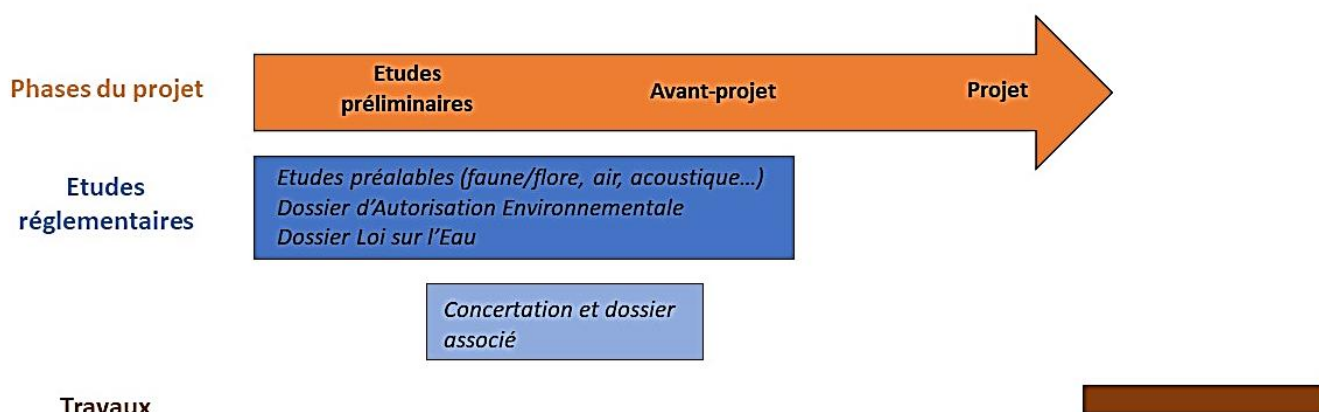 Phases du projet
Etudes
préliminaires
Avant-projet
Projet
Etudes
réglementaires
Etudes préalables (faune/flore, air, acoustique…)
Dossier d'Autorisation Environnementale
Dossier Loi sur l'Eau
Concertation et dossier
associé
Travaux